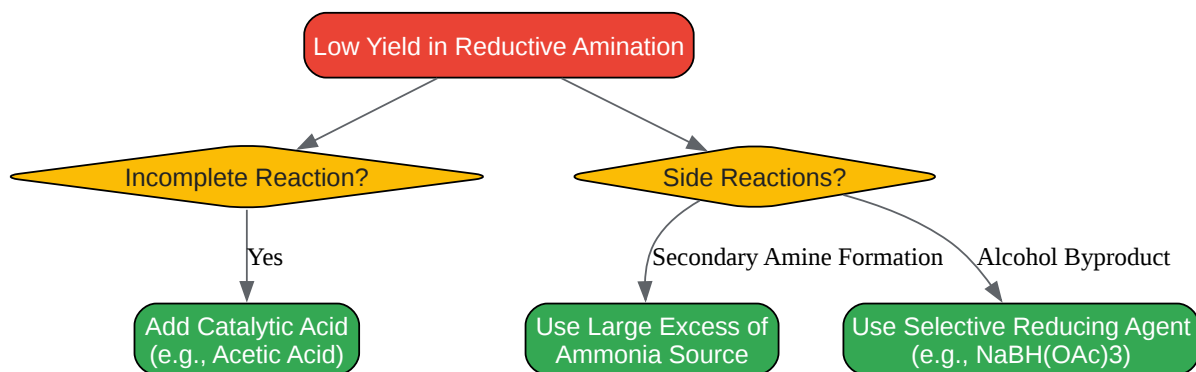 Low Yield in Reductive Amination
Incomplete Reaction?
Side Reactions?
Yes
Secondary Amine Formation
Alcohol Byproduct
Add Catalytic Acid
(e.g., Acetic Acid)
Use Large Excess of
Ammonia Source
Use Selective Reducing Agent
(e.g., NaBH(OAc)3)